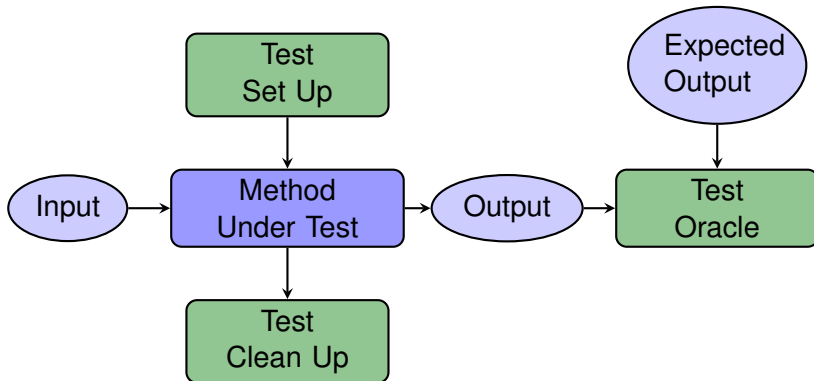 Test
Set Up
Expected
Output
Input
Method
Under Test
Output
Test
Oracle
Test
Clean Up